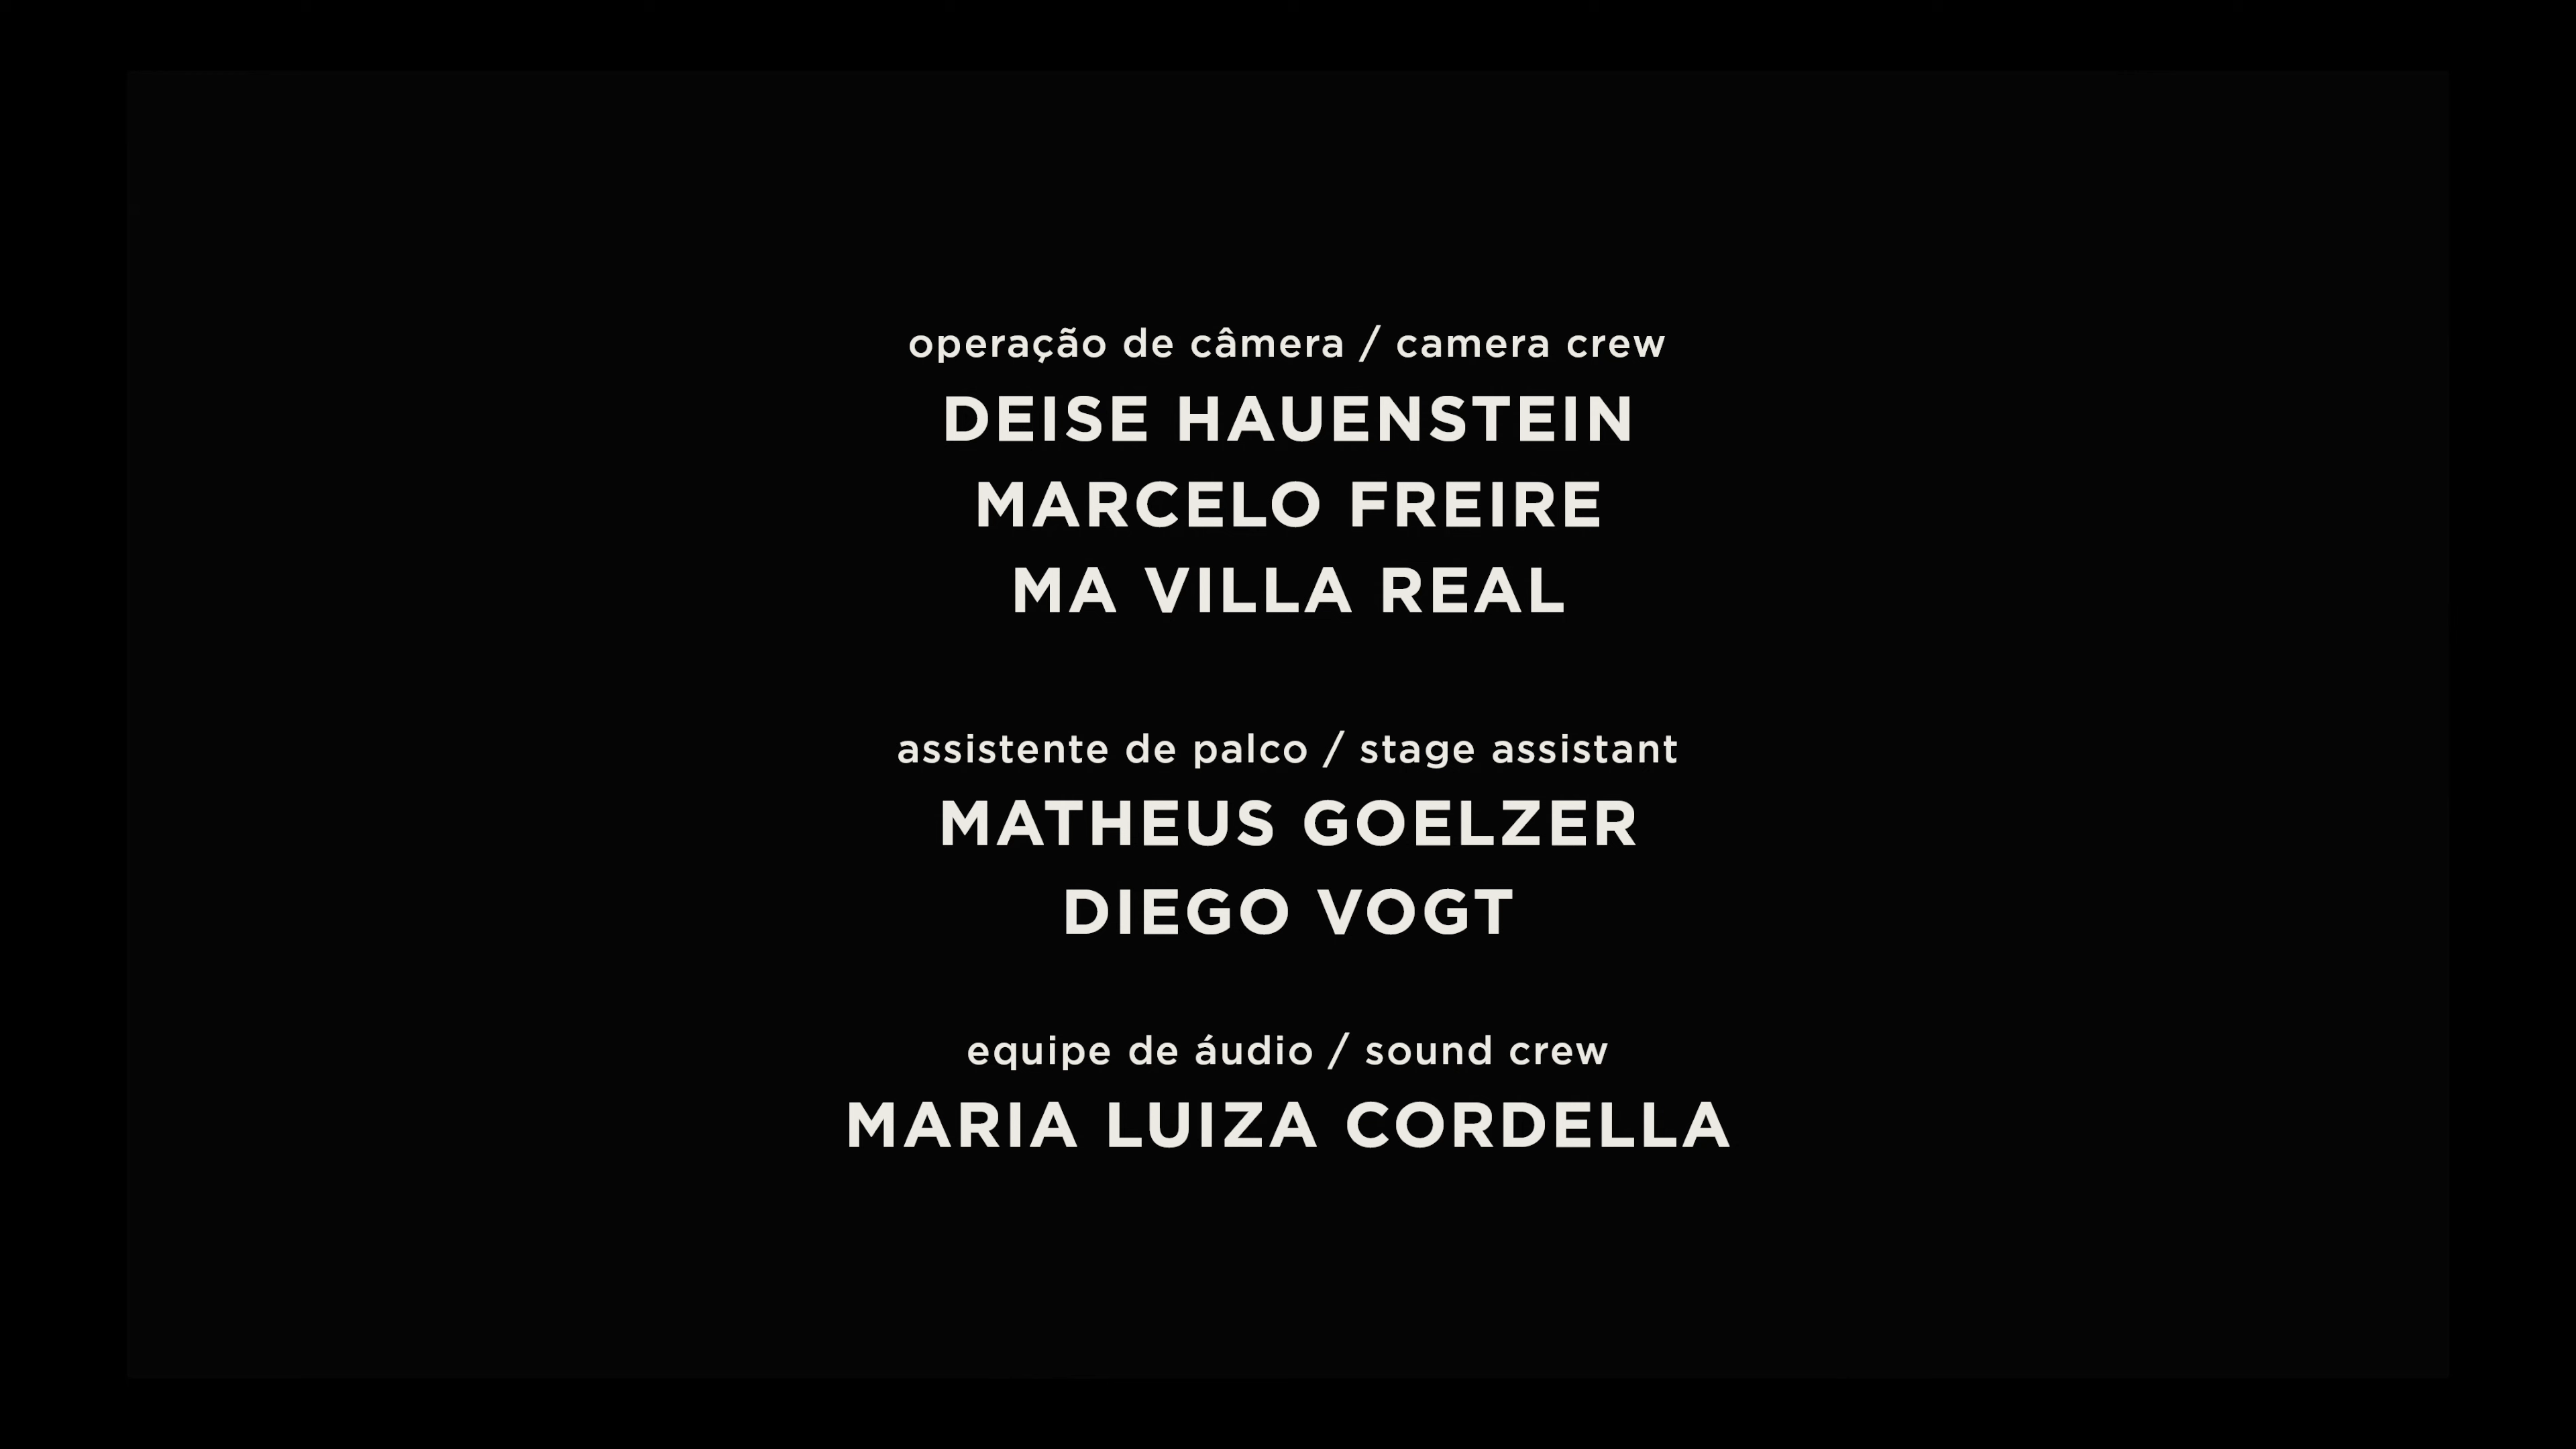 operação de câmera / camera crew
DEISE HAUENSTEIN
MARCELO FREIRE
MA VILLA REAL
assistente de palco / stage assistant
MATHEUS GOELZER
DIEGO VOGT
equipe de áudio / sound crew
MARIA LUIZA CORDELLA